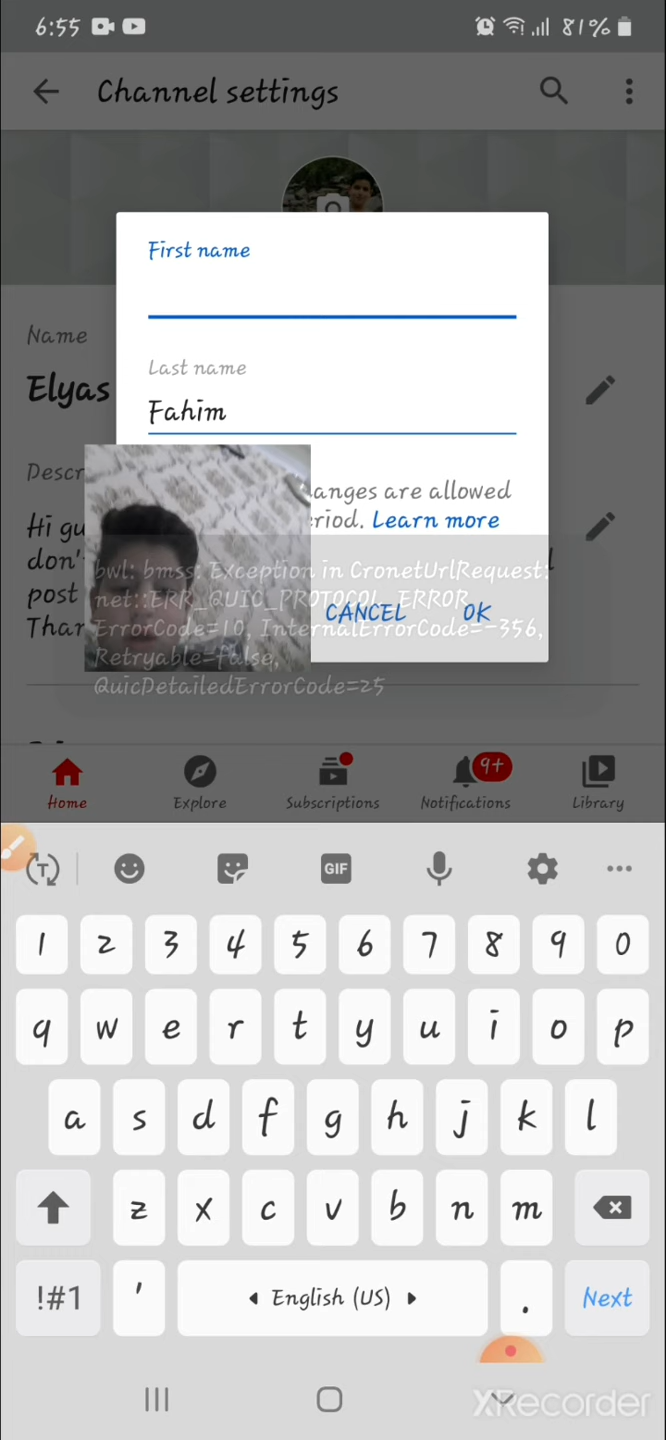 6:55 81%
Channel settings
First name
Name
Elyas
Last name
Fahim
Descr
anges are allowed
riod. Learn more
Hi gu
don'
post
Than
bwl: bmss: Exception in CronetUrlRequest:
net::ERR_QUIC_PROTOCOL_ERROR,
ErrorCode=10, InternalErrorCode=-356,
Retryable=false,
QuicDetailedErrorCode=25
CANCEL OK
Home Explore Subscriptions Notifications Library
9+
T GIF
1 2 3 4 5 6 7 8 9 0
q w e r t y u i o p
a s d f g h j k l
z x c v b n m
!#1 ' English (US) . Next
XRecorder